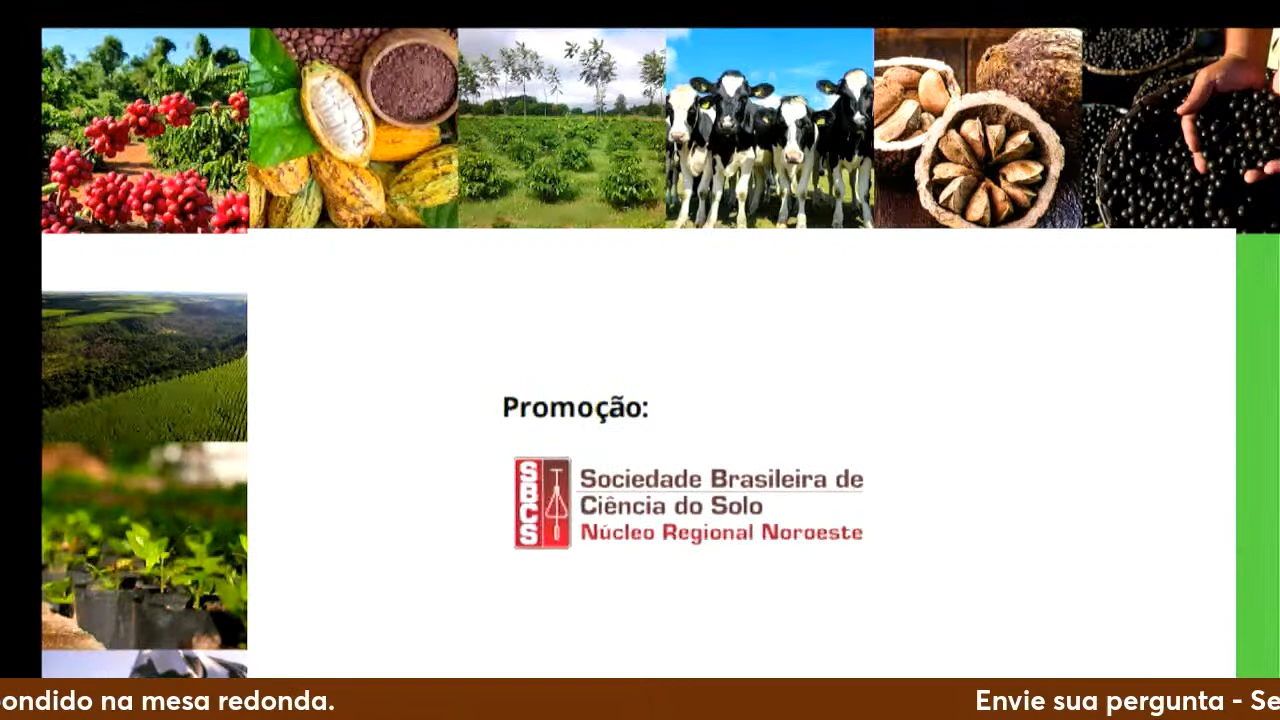 Promoção:
SBCS
Sociedade Brasileira de
Ciência do Solo
Núcleo Regional Noroeste
ondido na mesa redonda.
Envie sua pergunta - Se